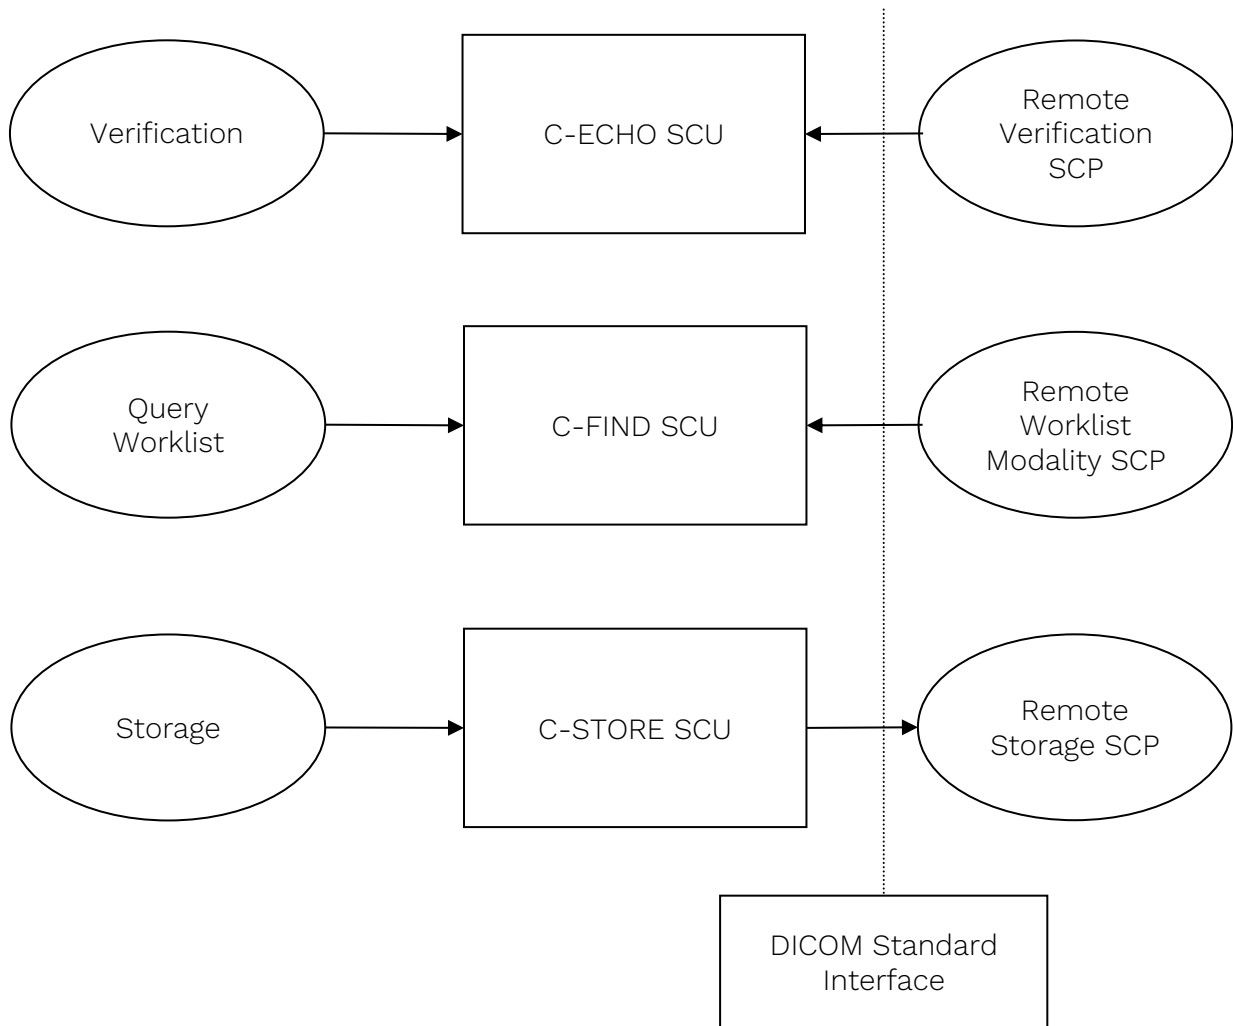 Verification
C-ECHO SCU
Remote
Verification
SCP
Query
Worklist
C-FIND SCU
Remote
Worklist
Modality SCP
Storage
C-STORE SCU
Remote
Storage SCP
DICOM Standard
Interface